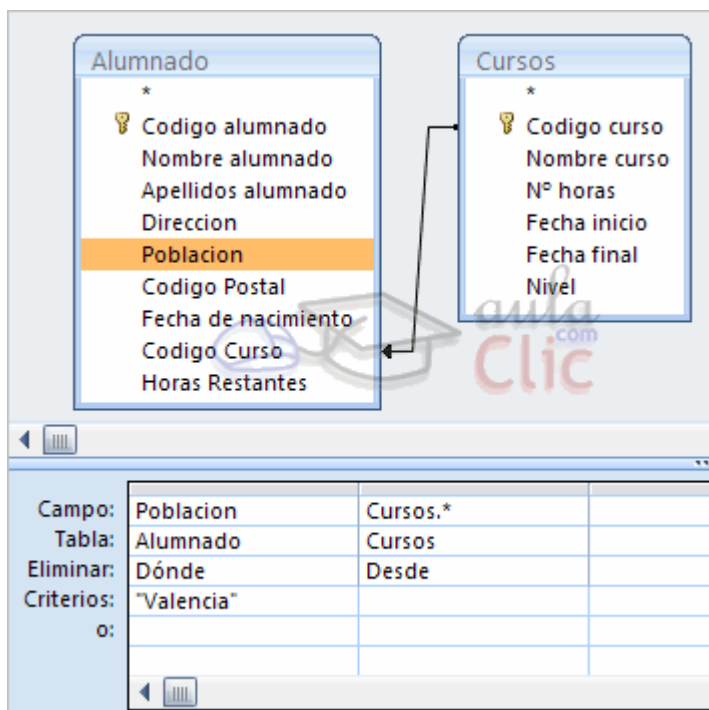 Alumnado
*
Codigo alumnado
Nombre alumnado
Apellidos alumnado
Direccion
Poblacion
Codigo Postal
Fecha de nacimiento
Codigo Curso
Horas Restantes
Cursos
*
Codigo curso
Nombre curso
Nº horas
Fecha inicio
Fecha final
Nivel
aula
.com
Clic
Campo: Poblacion Cursos.*
Tabla: Alumnado Cursos
Eliminar: Dónde Desde
Criterios: "Valencia"
o: